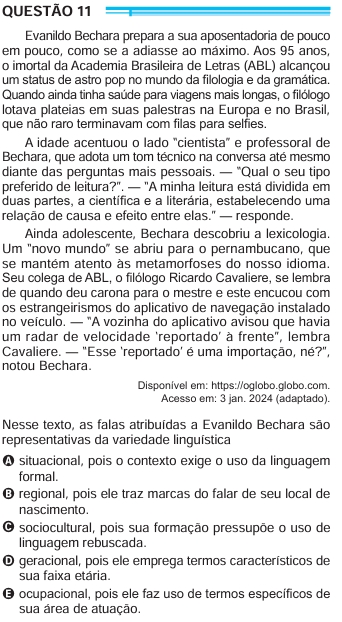 QUESTÃO 11
Evanildo Bechara prepara a sua aposentadoria de pouco
em pouco, como se a adiasse ao máximo. Aos 95 anos,
o imortal da Academia Brasileira de Letras (ABL) alcançou
um status de astro pop no mundo da filologia e da gramática.
Quando ainda tinha saúde para viagens mais longas, o filólogo
lotava plateias em suas palestras na Europa e no Brasil,
que não raro terminavam com filas para selfies.
A idade acentuou o lado “cientista” e professoral de
Bechara, que adota um tom técnico na conversa até mesmo
diante das perguntas mais pessoais. — “Qual o seu tipo
preferido de leitura?”. — “A minha leitura está dividida em
duas partes, a científica e a literária, estabelecendo uma
relação de causa e efeito entre elas.” — responde.
Ainda adolescente, Bechara descobriu a lexicologia.
Um “novo mundo” se abriu para o pernambucano, que
se mantém atento às metamorfoses do nosso idioma.
Seu colega de ABL, o filólogo Ricardo Cavaliere, se lembra
de quando deu carona para o mestre e este encucou com
os estrangeirismos do aplicativo de navegação instalado
no veículo. — “A vozinha do aplicativo avisou que havia
um radar de velocidade ‘reportado’ à frente”, lembra
Cavaliere. — “Esse ‘reportado’ é uma importação, né?”,
notou Bechara.
Disponível em: https://oglobo.globo.com.
Acesso em: 3 jan. 2024 (adaptado).
Nesse texto, as falas atribuídas a Evanildo Bechara são
representativas da variedade linguística
A situacional, pois o contexto exige o uso da linguagem
formal.
B regional, pois ele traz marcas do falar de seu local de
nascimento.
C sociocultural, pois sua formação pressupõe o uso de
linguagem rebuscada.
D geracional, pois ele emprega termos característicos de
sua faixa etária.
E ocupacional, pois ele faz uso de termos específicos de
sua área de atuação.